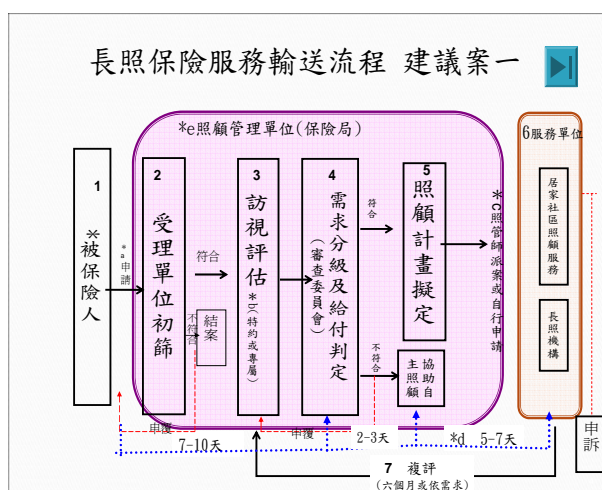 長照保險服務輸送流程 建議案一
*e照顧管理單位(保險局)
6服務單位
1
*被保險人
*a申請
2
受理單位初篩
符合
不符合
結案
3
訪視評估
*b(特約或專屬)
4
需求分級及給付判定
(審查委員會)
符合
不符合
5
照顧計畫擬定
協助自
主照顧
*c照管師派案或自行申請
居家社區照顧服務
長照機構
申訴
申覆
申覆
7-10天
2-3天
*d 5-7天
7 複評
(六個月或依需求)